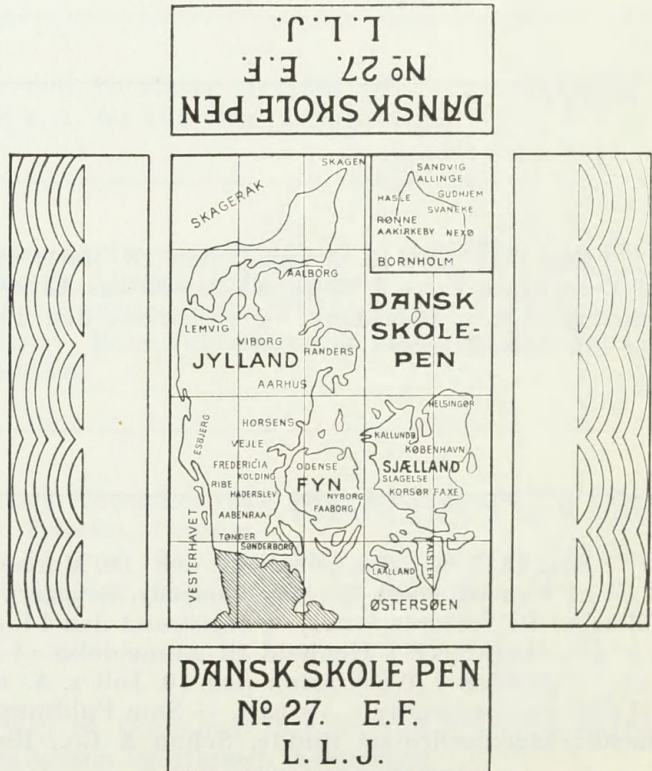 DANSK SKOLE PEN
Nº 27. E.F.
L.L.J.
SKAGEN
SKAGERAK
SANDVIG
ALLINGE
HASLE
GUDHJEM
SVANEKE
RØNNE
AAKIRKEBY
NEXØ
BORNHOLM
AALBORG
DANSK
SKOLE-
PEN
LEMVIG
VIBORG
JYLLAND
RANDERS
AARHUS
HELSINGØR
HORSENS
KALLUNDB
ESBJERG
VEJLE
KØBENHAVN
FREDERICIA
ODENSE
SJÆLLAND
KOLDING
SLAGELSE
RIBE
FYN
HADERSLEV
NYBORG
KORSØR
FAXE
AABENRAA
FAABORG
TØNDER
SØNDERBORG
VESTERHAVET
FALSTER
LAALLAND
ØSTERSØEN
DANSK SKOLE PEN
Nº 27. E.F.
L.L.J.